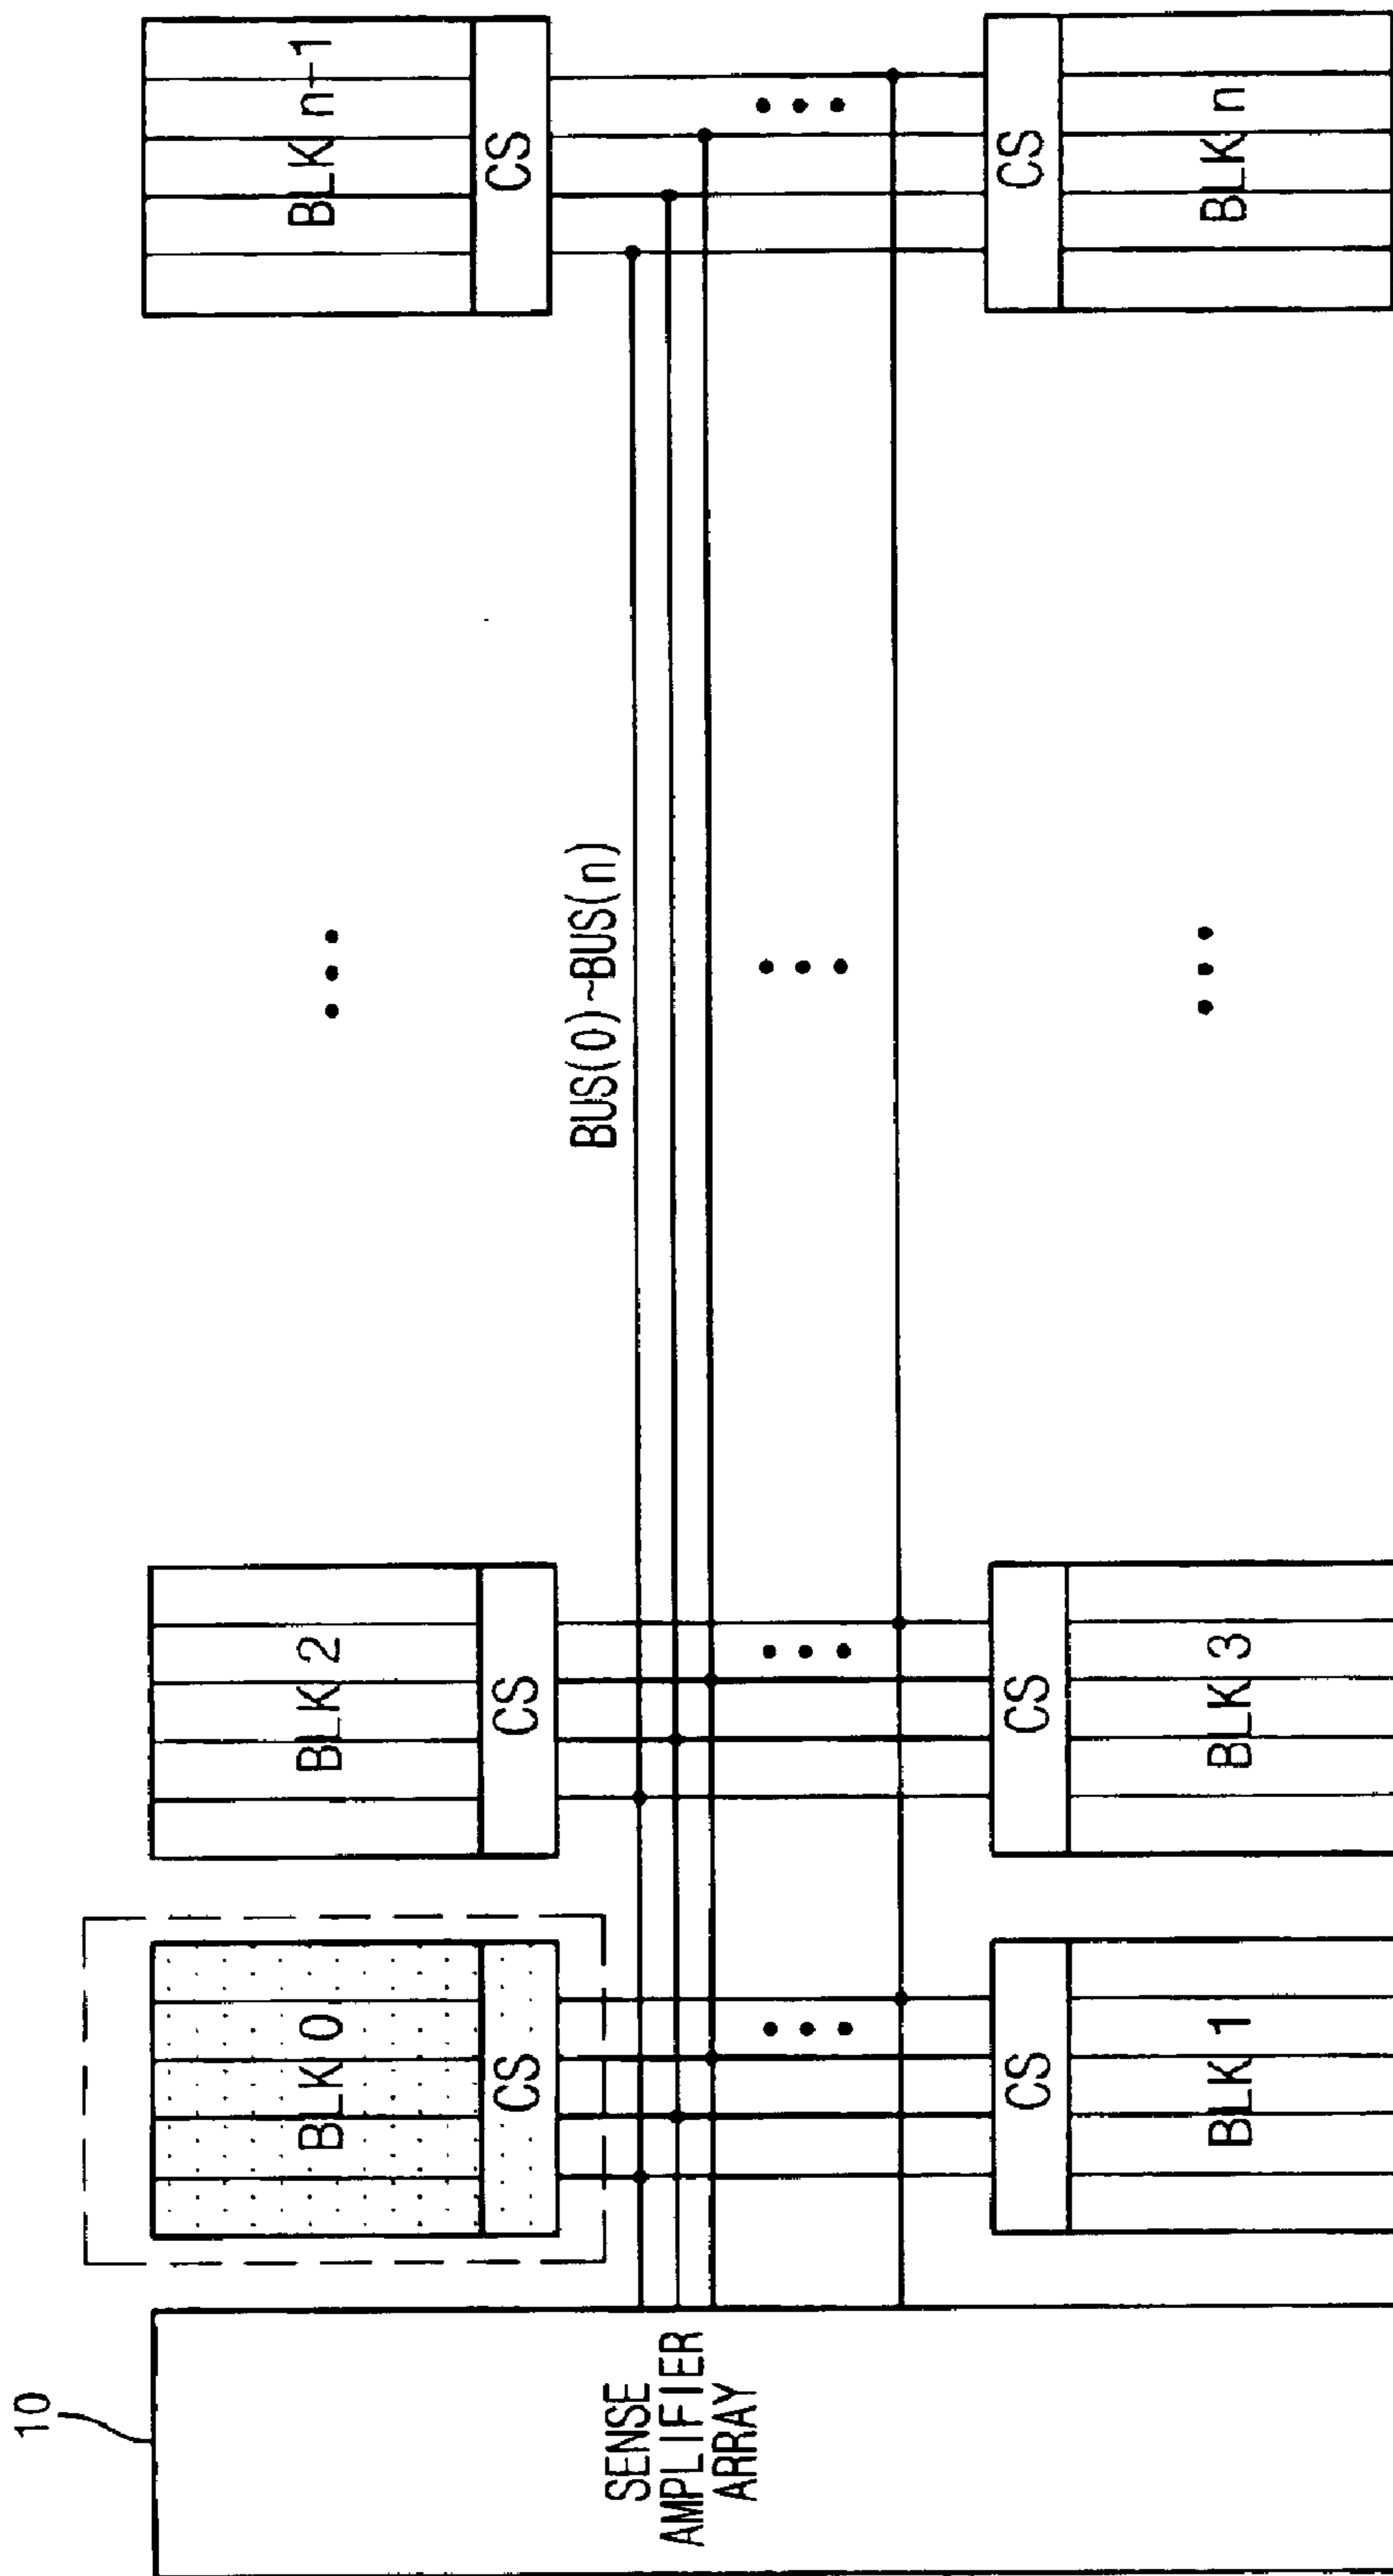 10
SENSE
AMPLIFIER
ARRAY
BLK 0
CS
BLK 2
CS
BLK n-1
CS
BUS(0)~BUS(n)
CS
BLK 1
CS
BLK 3
CS
BLK n